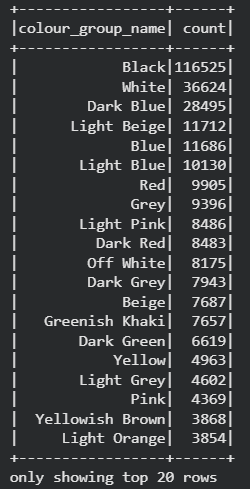 +-----------------+------+
|colour_group_name| count|
+-----------------+------+
|            Black|116525|
|            White| 36624|
|        Dark Blue| 28495|
|      Light Beige| 11712|
|             Blue| 11686|
|       Light Blue| 10130|
|              Red|  9905|
|             Grey|  9396|
|       Light Pink|  8486|
|         Dark Red|  8483|
|        Off White|  8175|
|        Dark Grey|  7943|
|            Beige|  7687|
|   Greenish Khaki|  7657|
|       Dark Green|  6619|
|           Yellow|  4963|
|       Light Grey|  4602|
|             Pink|  4369|
|  Yellowish Brown|  3868|
|     Light Orange|  3854|
+-----------------+------+
only showing top 20 rows